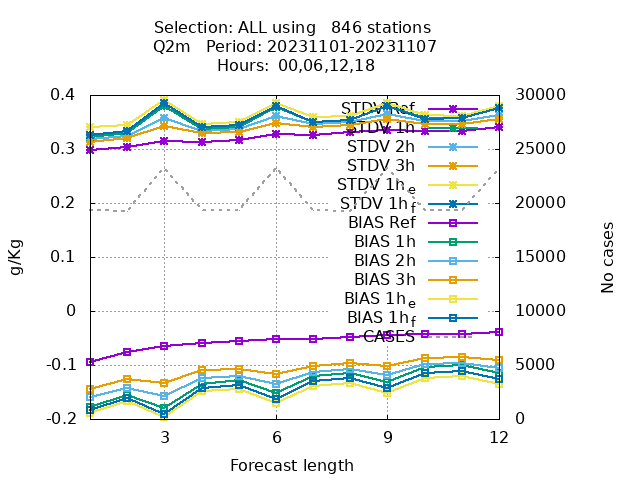 Selection: ALL using   846 stations
Q2m   Period: 20231101-20231107
Hours:  00,06,12,18
0.4
0.3
0.2
0.1
0
-0.1
-0.2
g/Kg
STDV Ref
STDV 1h
STDV 2h
STDV 3h
STDV 1he
STDV 1hf
BIAS Ref
BIAS 1h
BIAS 2h
BIAS 3h
BIAS 1he
BIAS 1hf
CASES
30000
25000
20000
15000
10000
5000
0
No cases
3 6 9 12
Forecast length